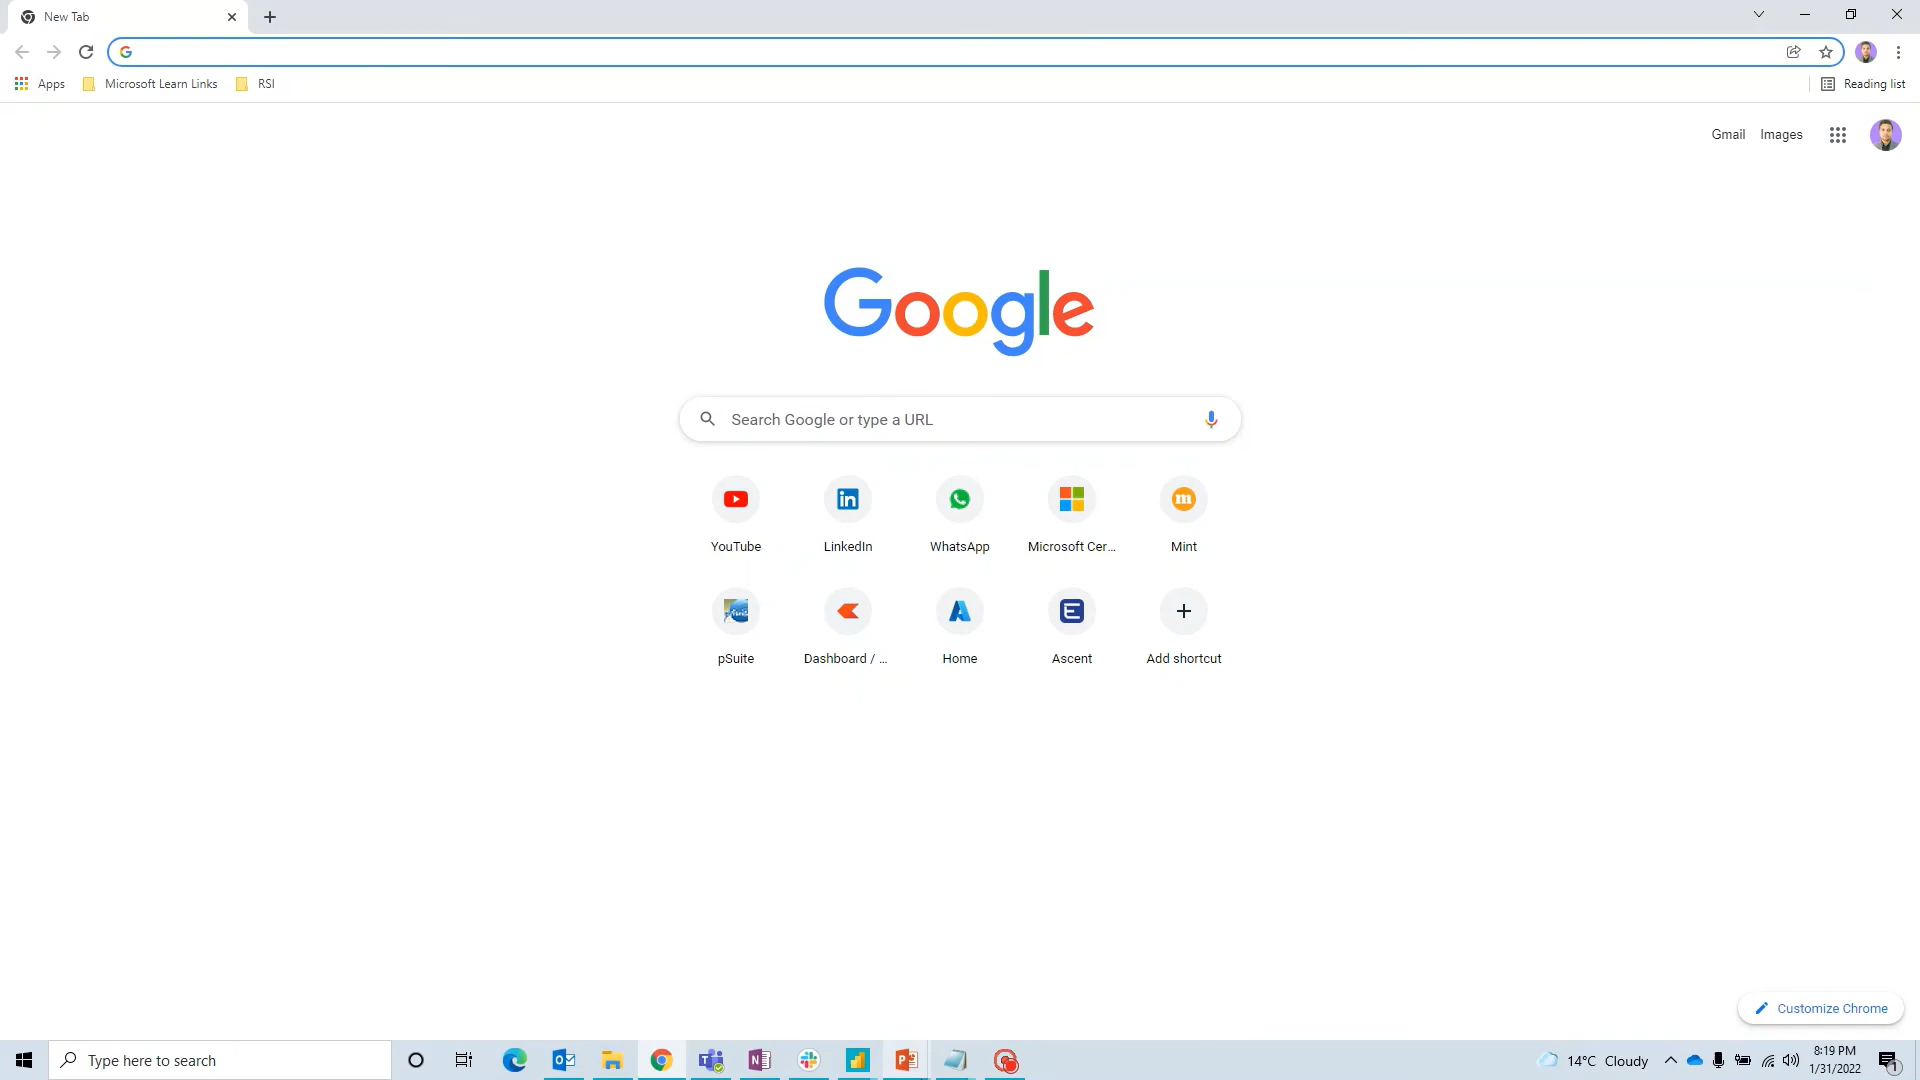 New Tab
Apps Microsoft Learn Links RSI Reading list
Gmail Images
Google
Search Google or type a URL
YouTube LinkedIn WhatsApp Microsoft Cer... Mint
pSuite Dashboard / ... Home Ascent Add shortcut
Customize Chrome
Type here to search
14°C Cloudy
8:19 PM
1/31/2022
1